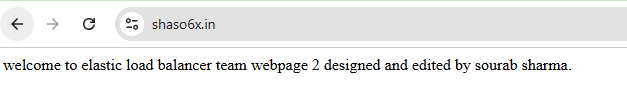 shaso6x.in
welcome to elastic load balancer team webpage 2 designed and edited by sourab sharma.